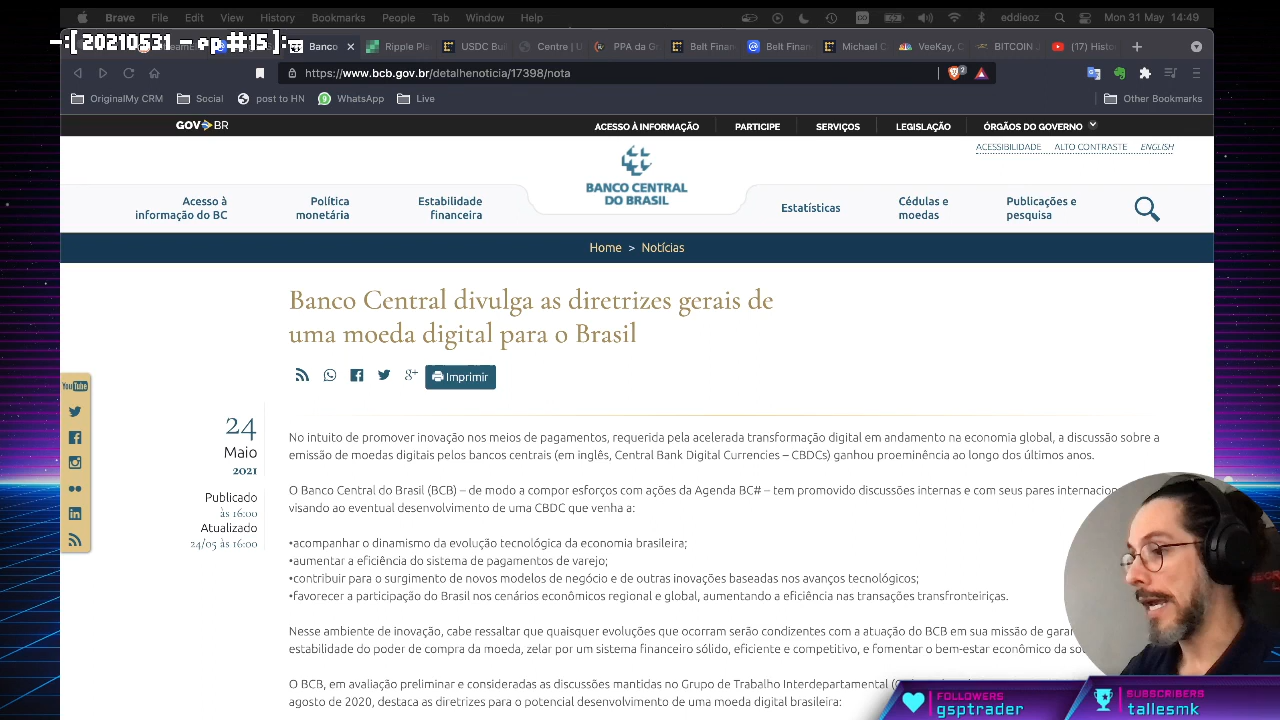 Brave File Edit View History Bookmarks People Tab Window Help
eddieoz Mon 31 May 14:49
-:[ 20210531 - ep#15 ]:-
Banco Ripple Pla USDC Bui Centre | U PPA da G Belt Finan Belt Finan Michael C VeeKay, C BITCOIN (17) Histo
https://www.bcb.gov.br/detalhenoticia/17398/nota
2
OriginalMy CRM Social post to HN WhatsApp Live Other Bookmarks
GOV BR ACESSO À INFORMAÇÃO PARTICIPE SERVIÇOS LEGISLAÇÃO ÓRGÃOS DO GOVERNO
ACESSIBILIDADE ALTO CONTRASTE ENGLISH
BANCO CENTRAL
DO BRASIL
Acesso à
informação do BC
Política
monetária
Estabilidade
financeira
Estatísticas
Cédulas e
moedas
Publicações e
pesquisa
Home > Notícias
Banco Central divulga as diretrizes gerais de
uma moeda digital para o Brasil
Imprimir
YouTube
24
Maio
2021
Publicado
às 16:00
Atualizado
24/05 às 16:00
No intuito de promover inovação nos meios de pagamentos, requerida pela acelerada transformação digital em andamento na economia global, a discussão sobre a
emissão de moedas digitais pelos bancos centrais (em inglês, Central Bank Digital Currencies – CBDCs) ganhou proeminência ao longo dos últimos anos.
O Banco Central do Brasil (BCB) – de modo a compor esforços com ações da Agenda BC# – tem promovido discussões internas e com seus pares internacion
visando ao eventual desenvolvimento de uma CBDC que venha a:
•acompanhar o dinamismo da evolução tecnológica da economia brasileira;
•aumentar a eficiência do sistema de pagamentos de varejo;
•contribuir para o surgimento de novos modelos de negócio e de outras inovações baseadas nos avanços tecnológicos;
•favorecer a participação do Brasil nos cenários econômicos regional e global, aumentando a eficiência nas transações transfronteiriças.
Nesse ambiente de inovação, cabe ressaltar que quaisquer evoluções que ocorram serão condizentes com a atuação do BCB em sua missão de garan
estabilidade do poder de compra da moeda, zelar por um sistema financeiro sólido, eficiente e competitivo, e fomentar o bem-estar econômico da so
O BCB, em avaliação preliminar e consideradas as discussões mantidas no Grupo de Trabalho Interdepartamental (
agosto de 2020, destaca as diretrizes para o potencial desenvolvimento de uma moeda digital brasileira:
FOLLOWERS
gsptrader
SUBSCRIBERS
tallesmk